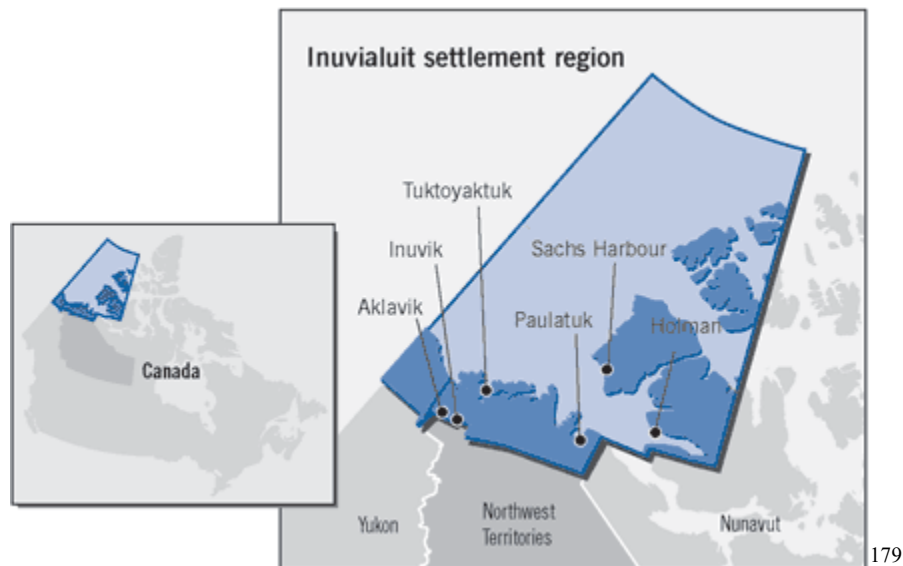 Inuvialuit settlement region
Tuktoyaktuk
Inuvik
Sachs Harbour
Aklavik
Paulatuk
Holman
Canada
Yukon
Northwest
Territories
Nunavut
179